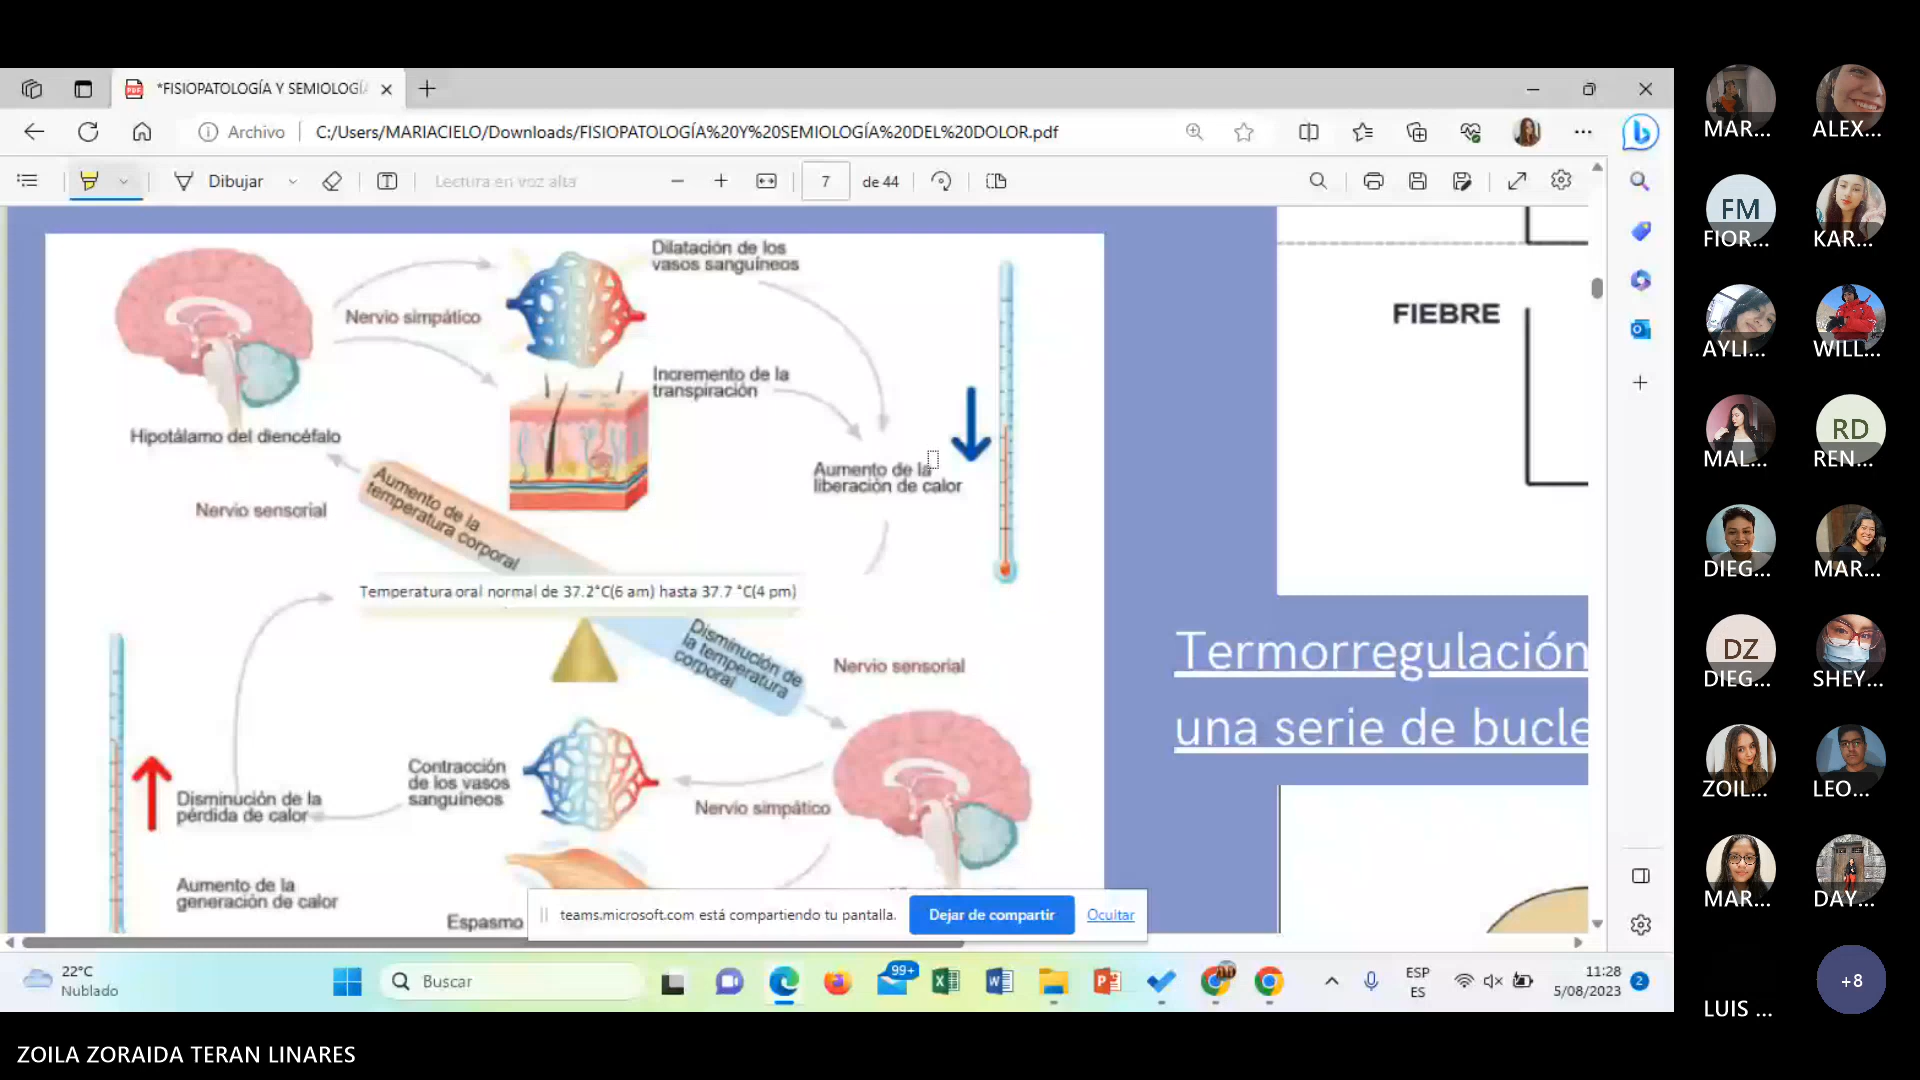 *FISIOPATOLOGÍA Y SEMIOLOGÍA
Archivo
C:/Users/MARIACIELO/Downloads/FISIOPATOLOGÍA%20Y%20SEMIOLOGÍA%20DEL%20DOLOR.pdf
Dibujar
Lectura en voz alta
7
de 44
Dilatación de los
vasos sanguíneos
Nervio simpático
Incremento de la
transpiración
Hipotálamo del diencéfalo
Aumento de la
liberación de calor
Nervio sensorial
Aumento de la
temperatura corporal
Temperatura oral normal de 37.2°C(6 am) hasta 37.7 °C(4 pm)
Disminución de
la temperatura
corporal
Nervio sensorial
Contracción
de los vasos
sanguíneos
Nervio simpático
Disminución de la
pérdida de calor
Aumento de la
generación de calor
Espasmo
FIEBRE
Termorregulación
una serie de bucle
teams.microsoft.com está compartiendo tu pantalla.
Dejar de compartir
Ocultar
22°C
Nublado
Buscar
99+
ESP
ES
11:28
5/08/2023
2
MAR...
ALEX...
FM
FIOR...
KAR...
AYLI...
WILL...
MAL...
RD
REN...
DIEG...
MAR...
DZ
DIEG...
SHEY...
ZOIL...
LEO...
MAR...
DAY...
LUIS ...
+8
ZOILA ZORAIDA TERAN LINARES